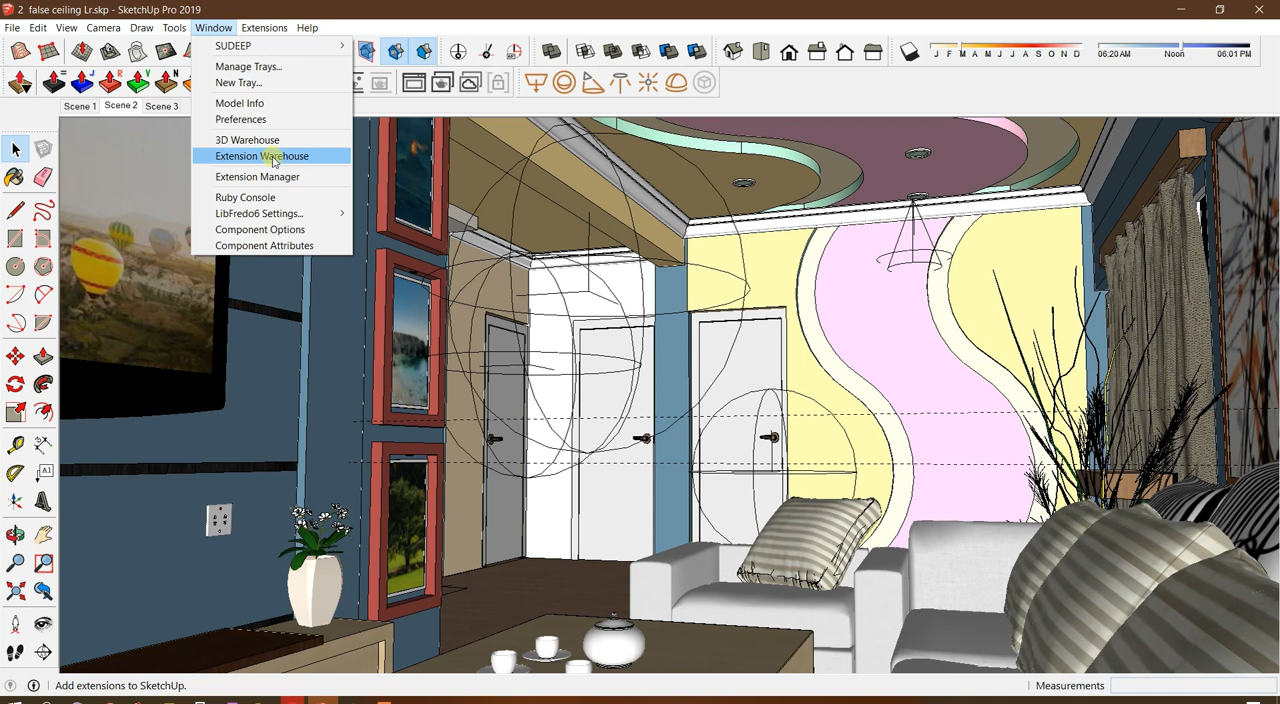 2 false ceiling Lr.skp - SketchUp Pro 2019
File Edit View Camera Draw Tools Window Extensions Help
SUDEEP
Manage Trays...
New Tray...
Model Info
Preferences
3D Warehouse
Extension Warehouse
Extension Manager
Ruby Console
LibFredo6 Settings...
Component Options
Component Attributes
J F M A M J J A S O N D
06:20 AM Noon 06:01 PM
= J R V N
Scene 1 Scene 2 Scene 3
A1
Add extensions to SketchUp.
Measurements